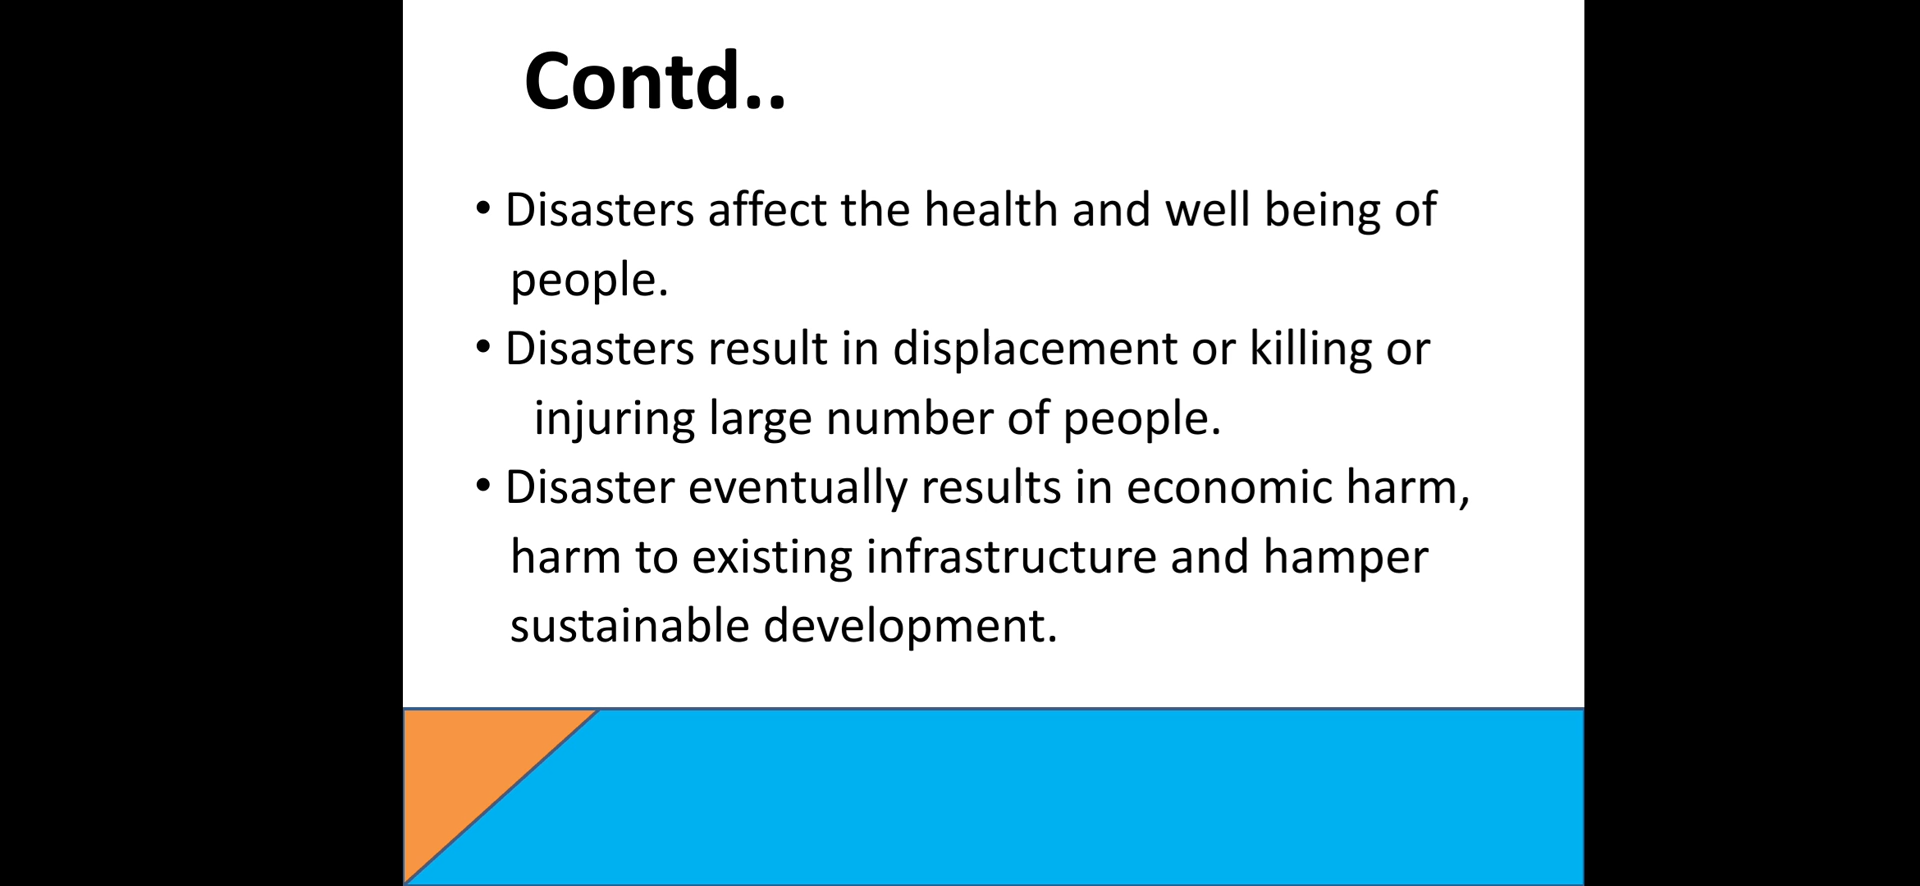 Contd..
• Disasters affect the health and well being of
people.
• Disasters result in displacement or killing or
injuring large number of people.
• Disaster eventually results in economic harm,
harm to existing infrastructure and hamper
sustainable development.